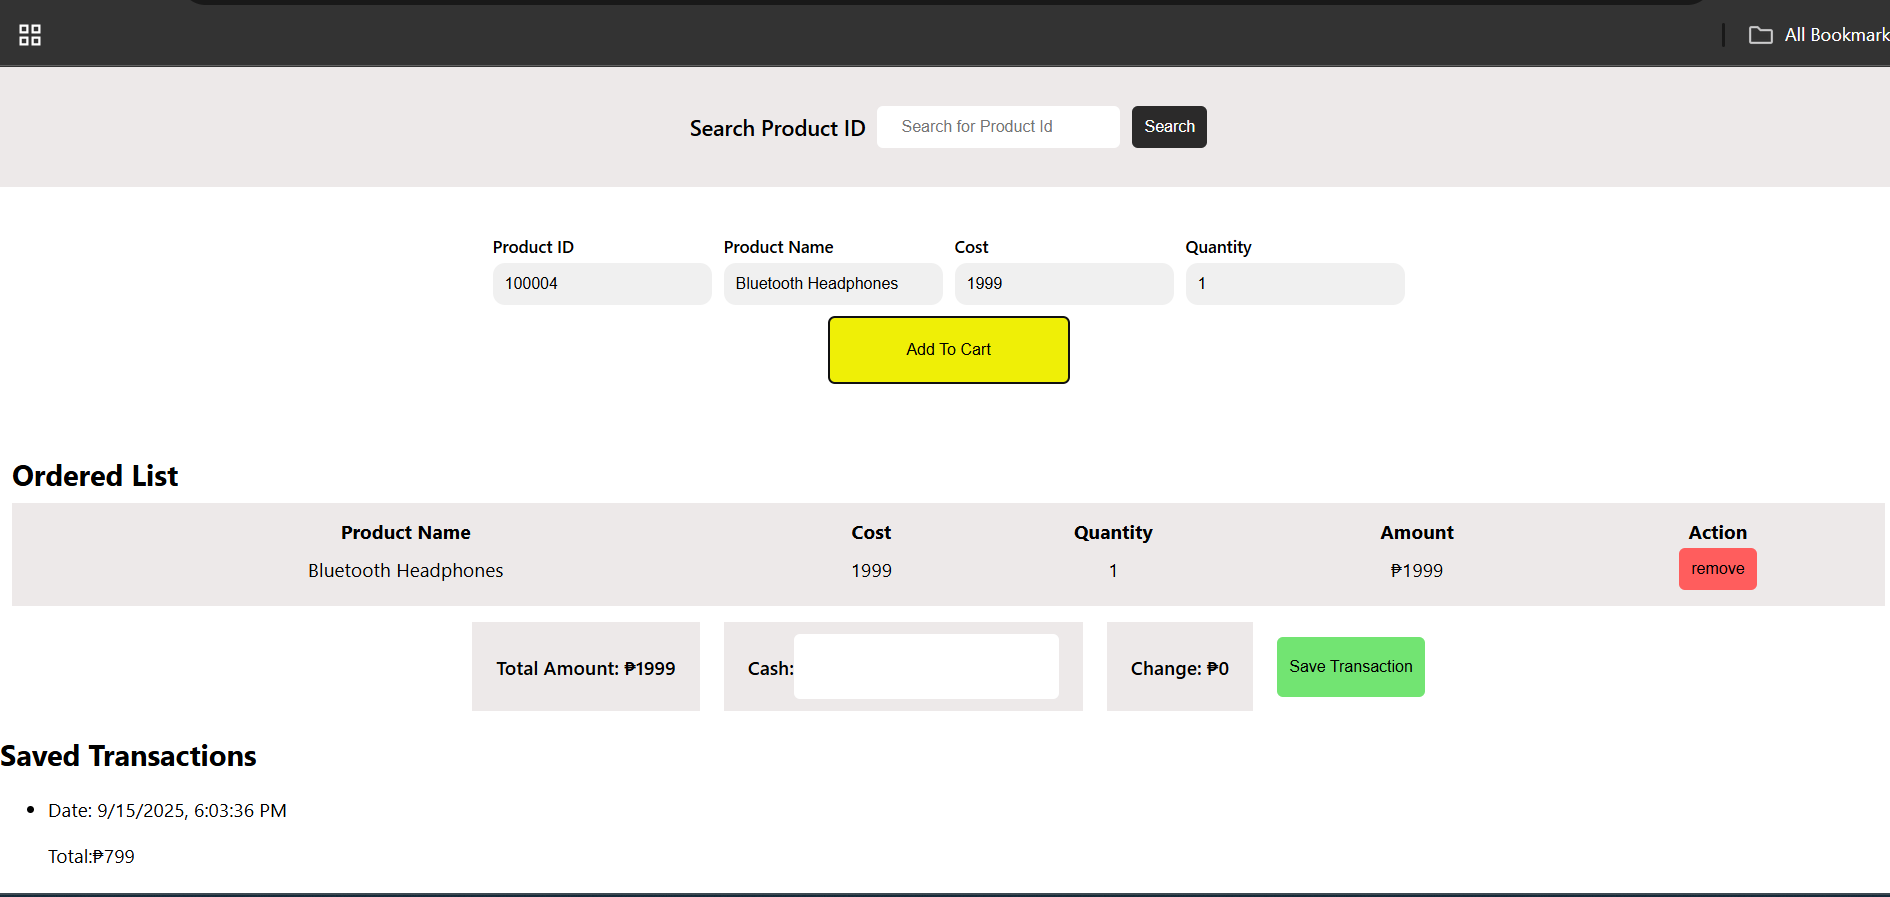 All Bookmark
Search Product ID Search for Product Id Search
Product ID Product Name Cost Quantity
100004 Bluetooth Headphones 1999 1
Add To Cart
Ordered List
Product Name Cost Quantity Amount Action
Bluetooth Headphones 1999 1 ₱1999 remove
Total Amount: ₱1999 Cash: Change: ₱0 Save Transaction
Saved Transactions
Date: 9/15/2025, 6:03:36 PM
Total:₱799